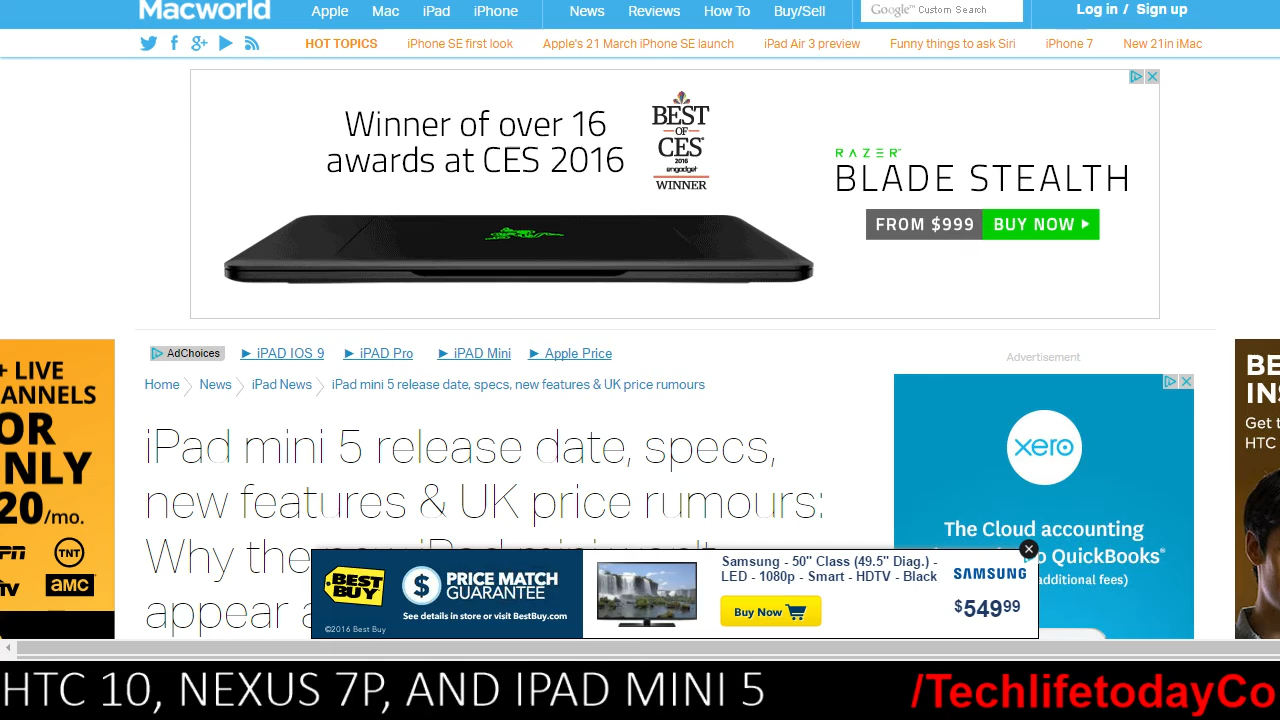 Macworld
Apple Mac iPad iPhone News Reviews How To Buy/Sell
Google™ Custom Search
Log in / Sign up
HOT TOPICS iPhone SE first look Apple's 21 March iPhone SE launch iPad Air 3 preview Funny things to ask Siri iPhone 7 New 21in iMac
Winner of over 16
awards at CES 2016
BEST
OF
CES
2016
engadget
WINNER
RAZER™
BLADE STEALTH
FROM $999 BUY NOW
AdChoices iPAD IOS 9 iPAD Pro iPAD Mini Apple Price
Advertisement
Home News iPad News iPad mini 5 release date, specs, new features & UK price rumours
iPad mini 5 release date, specs,
new features & UK price rumours:
Why the new iPad mini won't
appear a
+ LIVE
ANNELS
OR
NLY
20/mo.
TNT
tv AMC
xero
The Cloud accounting
to QuickBooks®
additional fees)
BE
INS
Get t
HTC
BEST
BUY
$ PRICE MATCH
GUARANTEE
See details in store or visit BestBuy.com
©2016 Best Buy
Samsung - 50" Class (49.5" Diag.) -
LED - 1080p - Smart - HDTV - Black
Buy Now
SAMSUNG
$549.99
HTC 10, NEXUS 7P, AND IPAD MINI 5
/TechlifetodayCo